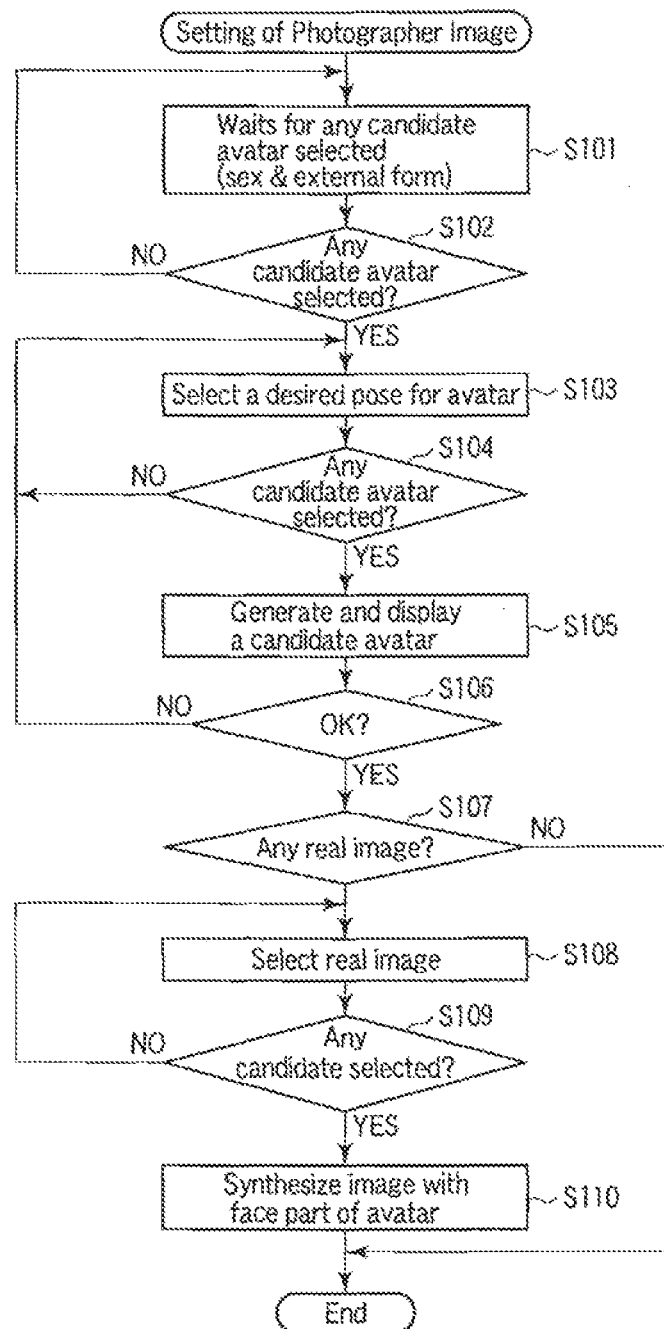 Setting of Photographer Image
Waits for any candidate
avatar selected
(sex & external form)
S101
S102
Any
candidate avatar
selected?
NO
YES
Select a desired pose for avatar
S103
S104
Any
candidate avatar
selected?
NO
YES
Generate and display
a candidate avatar
S105
S106
OK?
NO
YES
S107
Any real image?
NO
Select real image
S108
S109
Any
candidate selected?
NO
YES
Synthesize image with
face part of avatar
S110
End